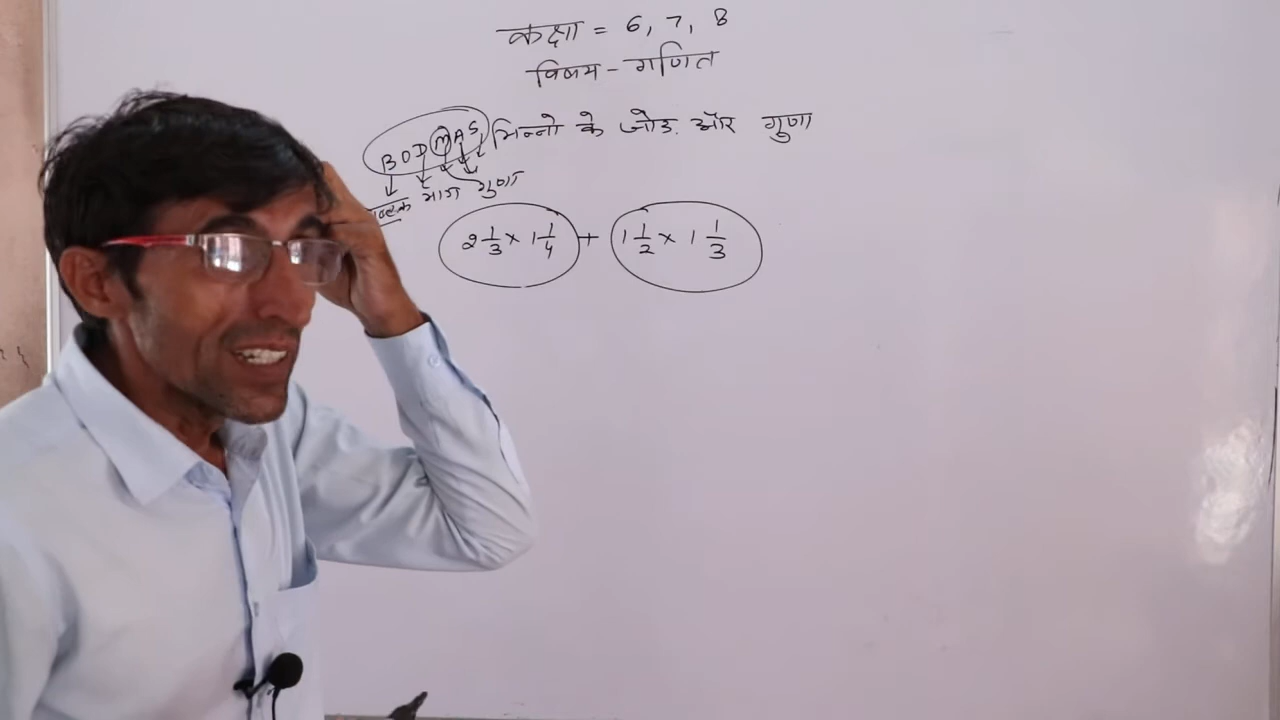 कक्षा = 6, 7, 8
विषय - गणित
BODMAS भिन्नो के जोड और गुणा
भाग गुणा
2 1/3 × 1 1/4 + 1 1/2 × 1 1/3